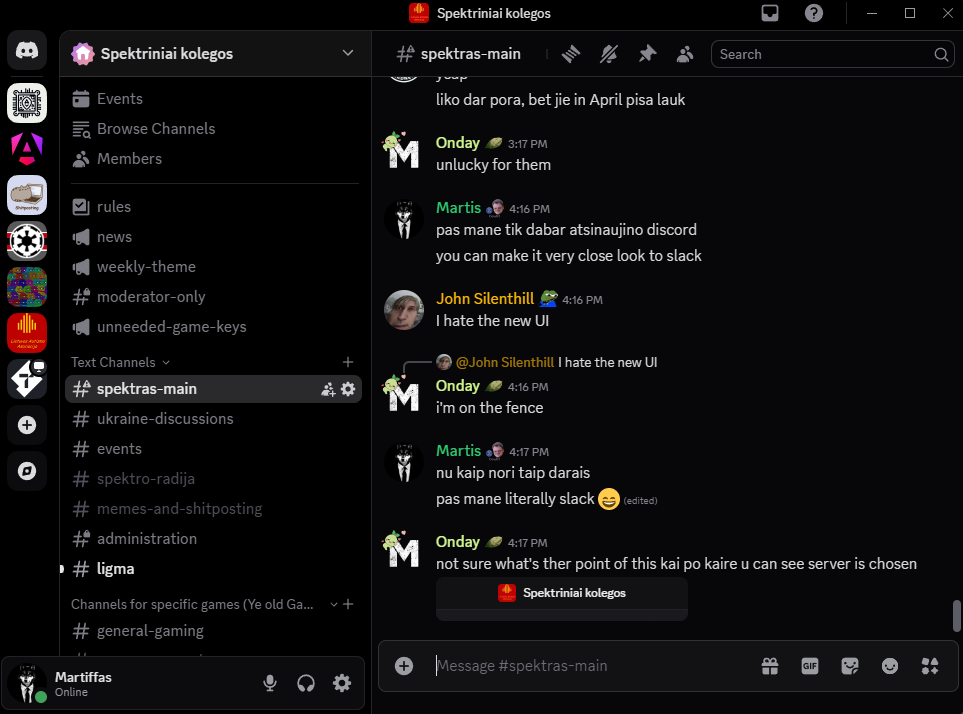 Spektriniai kolegos
Spektriniai kolegos
Events
Browse Channels
Members
rules
news
weekly-theme
moderator-only
unneeded-game-keys
Text Channels
spektras-main
ukraine-discussions
events
spektro-radija
memes-and-shitposting
administration
ligma
Channels for specific games (Ye old Ga...
general-gaming
Martiffas
Online
spektras-main
Search
liko dar pora, bet jie in April pisa lauk
Onday 3:17 PM
unlucky for them
Martis 4:16 PM
pas mane tik dabar atsinaujino discord
you can make it very close look to slack
John Silenthill 4:16 PM
I hate the new UI
@John Silenthill I hate the new UI
Onday 4:16 PM
i'm on the fence
Martis 4:17 PM
nu kaip nori taip darais
pas mane literally slack 😄 (edited)
Onday 4:17 PM
not sure what's ther point of this kai po kaire u can see server is chosen
Spektriniai kolegos
Message #spektras-main
GIF